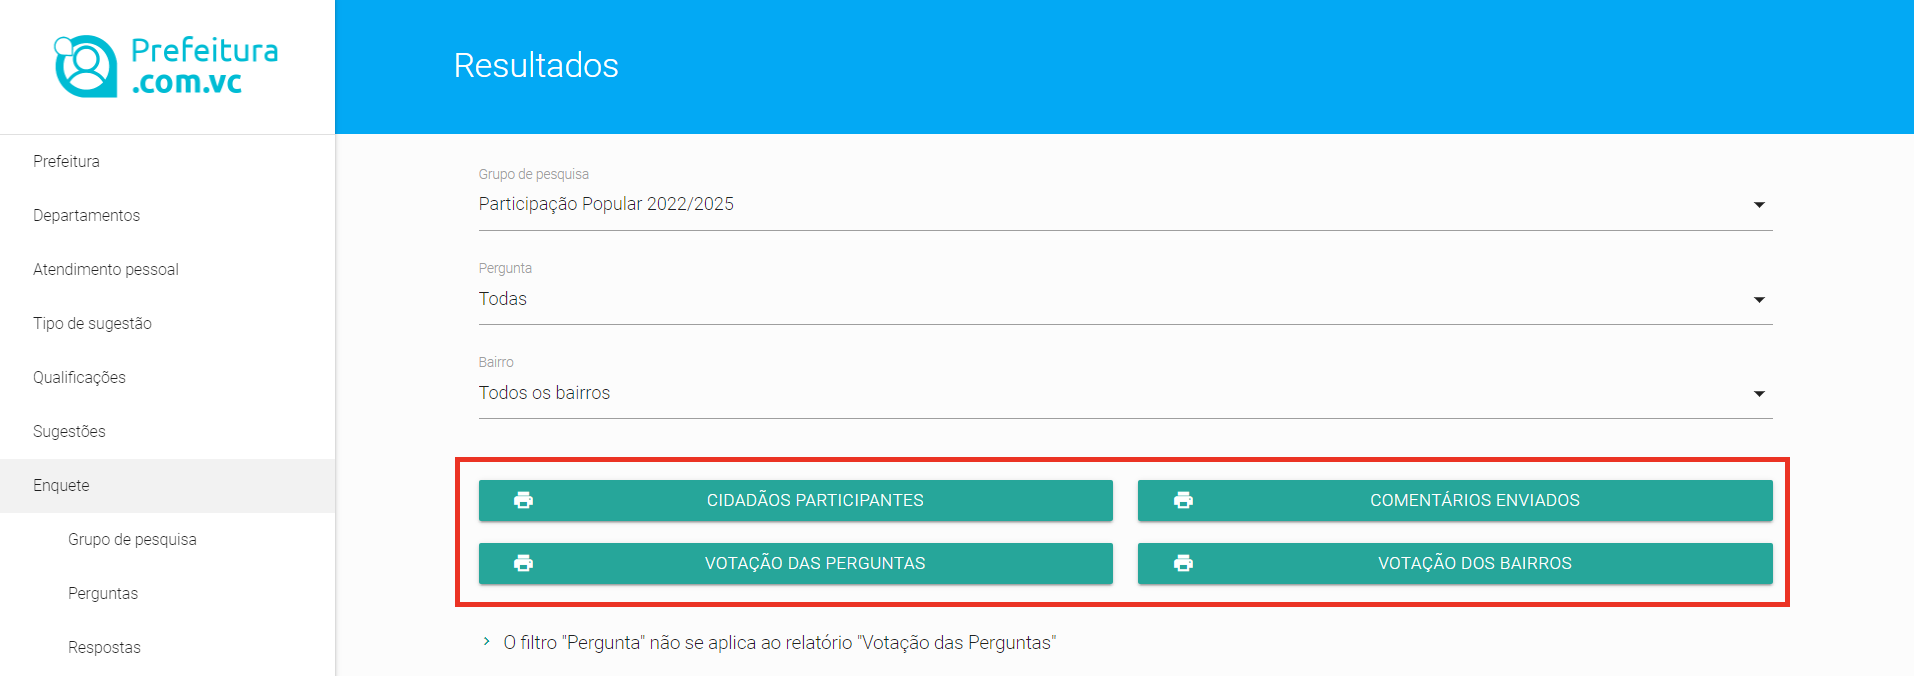 Prefeitura
.com.vc
Prefeitura
Departamentos
Atendimento pessoal
Tipo de sugestão
Qualificações
Sugestões
Enquete
Grupo de pesquisa
Perguntas
Respostas
Resultados
Grupo de pesquisa
Participação Popular 2022/2025
Pergunta
Todas
Bairro
Todos os bairros
CIDADÃOS PARTICIPANTES
COMENTÁRIOS ENVIADOS
VOTAÇÃO DAS PERGUNTAS
VOTAÇÃO DOS BAIRROS
O filtro "Pergunta" não se aplica ao relatório "Votação das Perguntas"